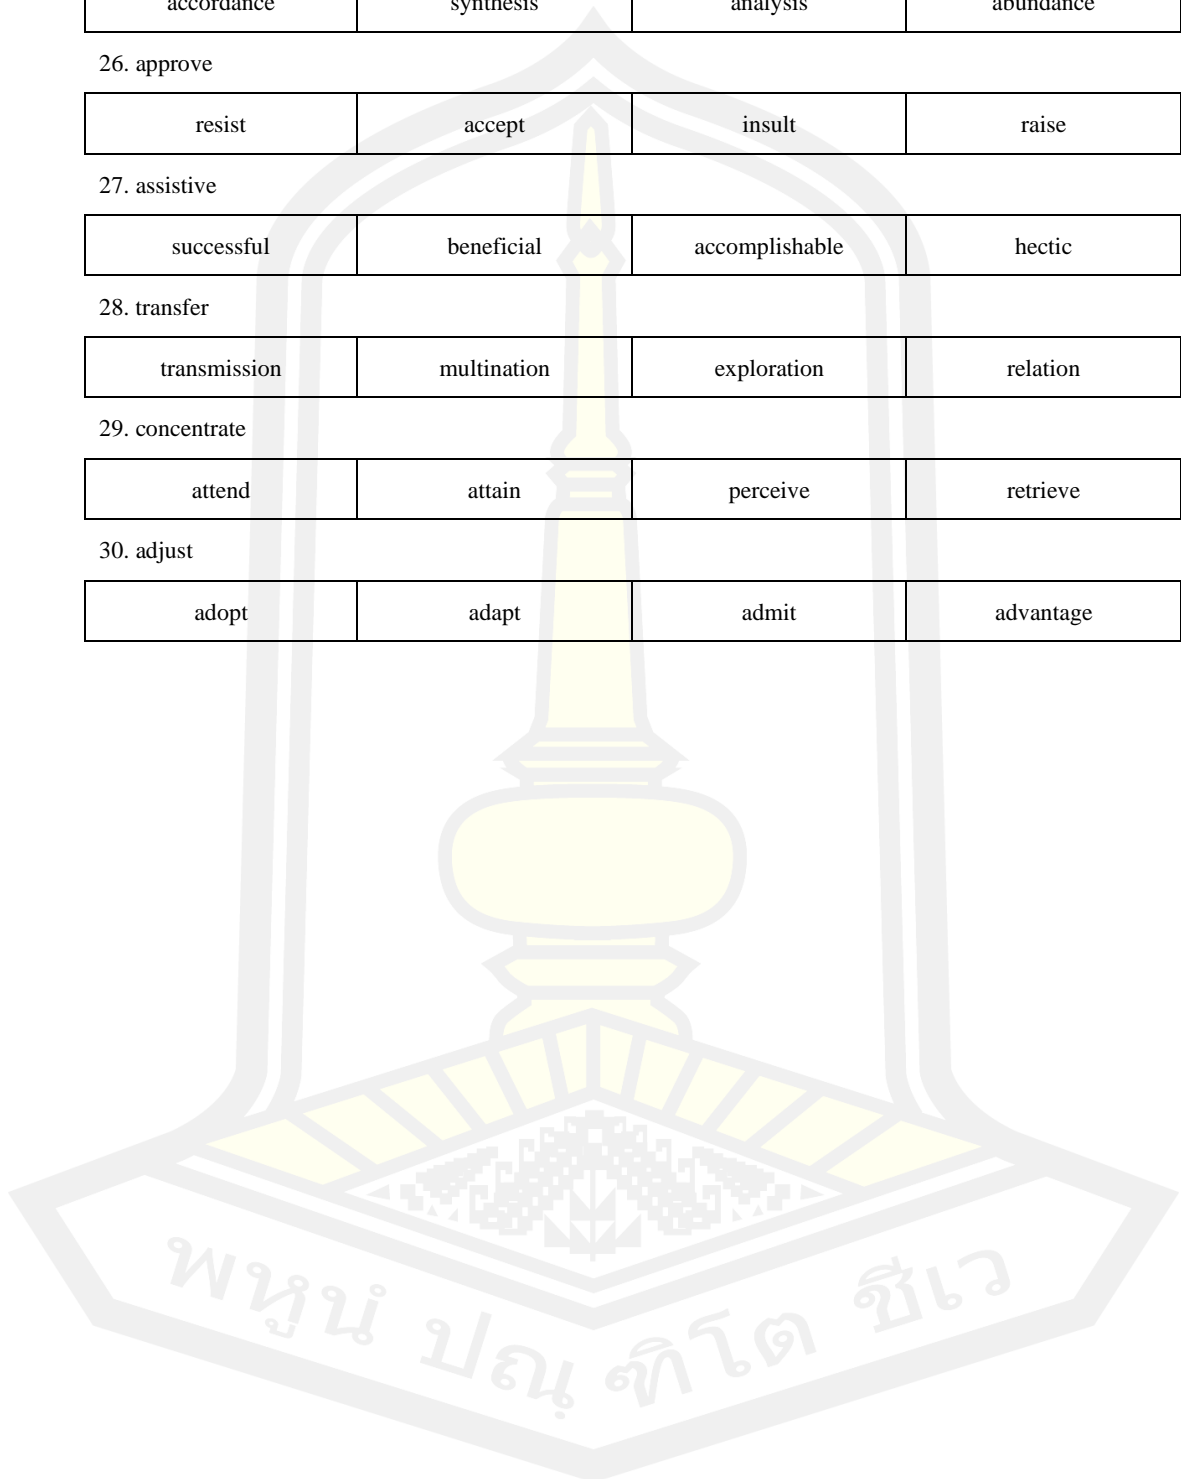 accordance synthesis analysis abundance
26. approve
resist accept insult raise
27. assistive
successful beneficial accomplishable hectic
28. transfer
transmission multination exploration relation
29. concentrate
attend attain perceive retrieve
30. adjust
adopt adapt admit advantage
พหูนํ ปณฺฑิโต ชีเว